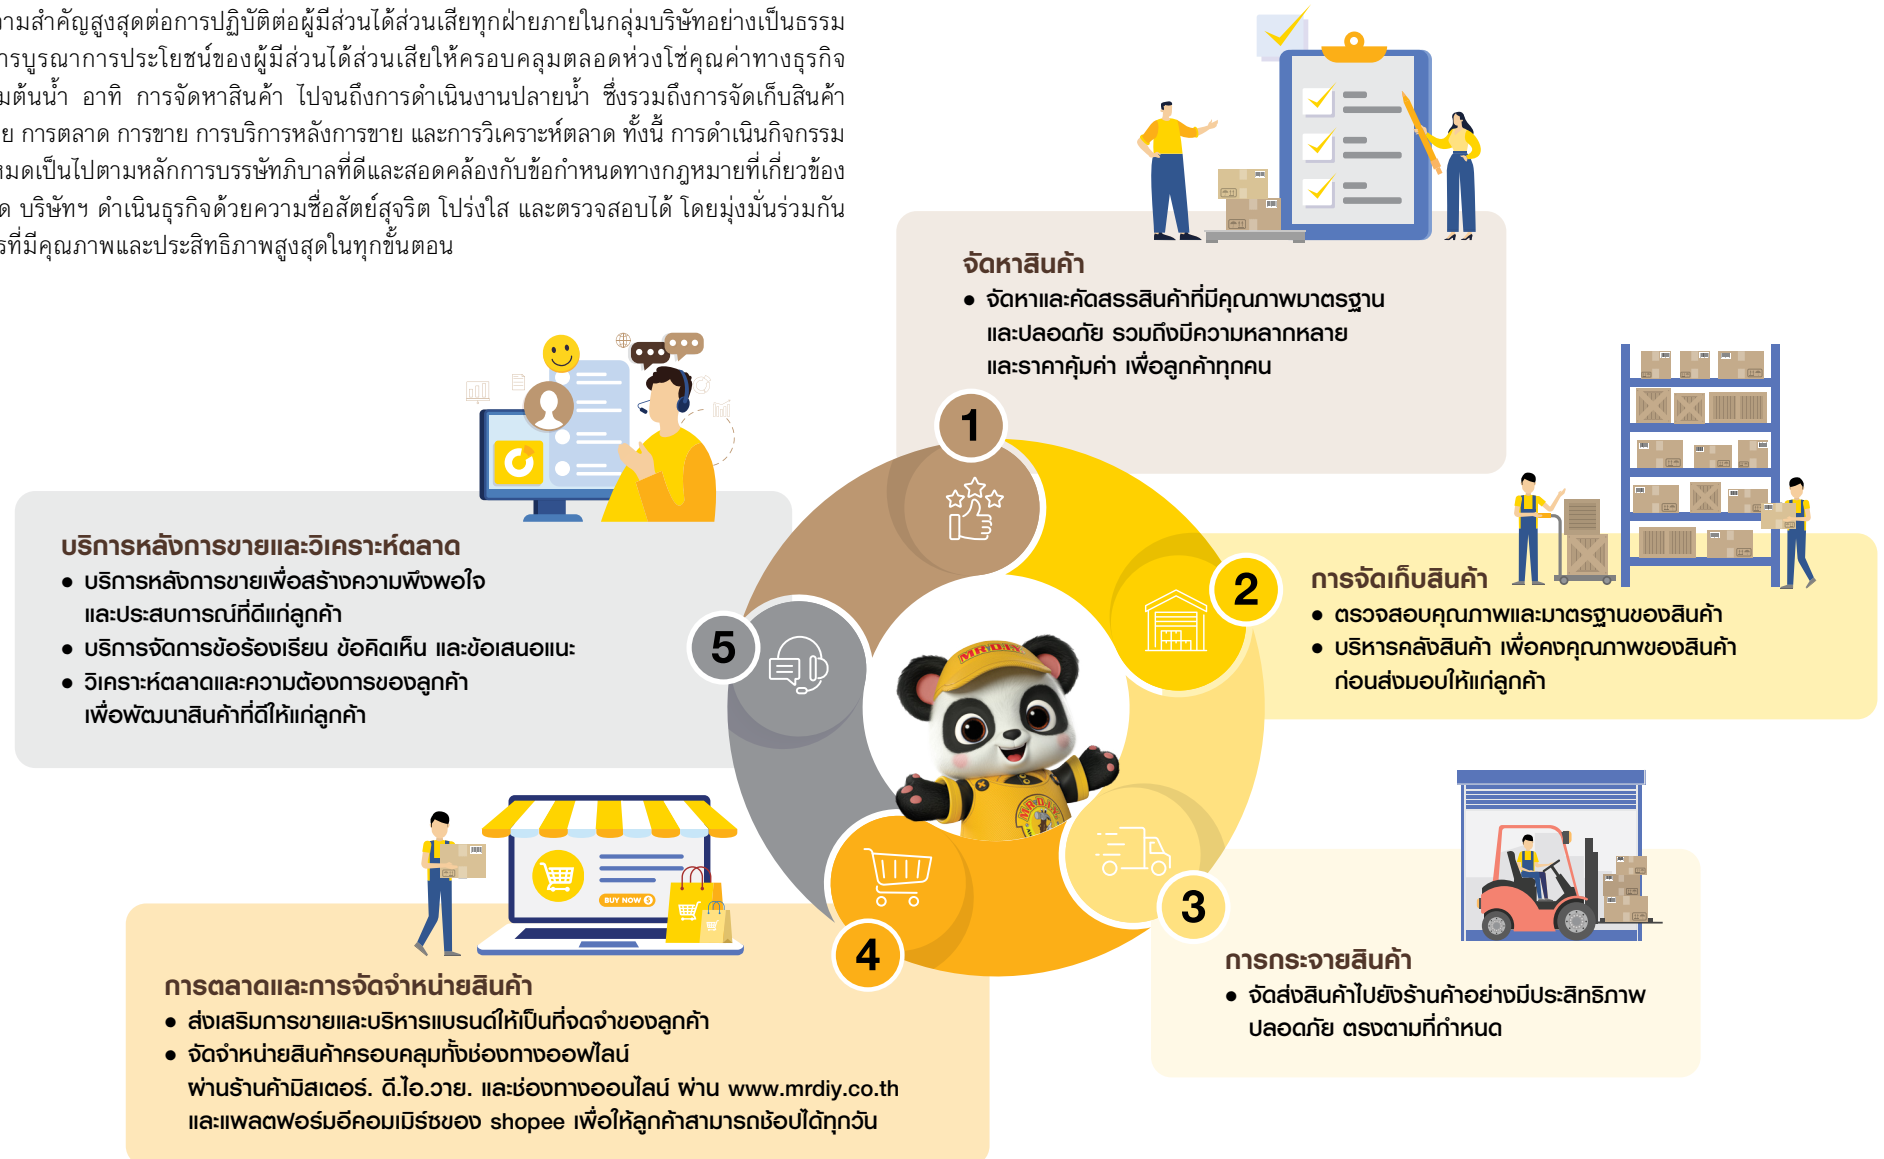 ามสำคัญสูงสุดต่อการปฏิบัติต่อผู้มีส่วนได้ส่วนเสียทุกฝ่ายภายในกลุ่มบริษัทอย่างเป็นธรรม
ารบูรณาการประโยชน์ของผู้มีส่วนได้ส่วนเสียให้ครอบคลุมตลอดห่วงโซ่คุณค่าทางธุรกิจ
มต้นน้ำ อาทิ การจัดหาสินค้า ไปจนถึงการดำเนินงานปลายน้ำ ซึ่งรวมถึงการจัดเก็บสินค้า
ย การตลาด การขาย การบริการหลังการขาย และการวิเคราะห์ตลาด ทั้งนี้ การดำเนินกิจกรรม
หมดเป็นไปตามหลักการบรรษัทภิบาลที่ดีและสอดคล้องกับข้อกำหนดทางกฎหมายที่เกี่ยวข้อง
ด บริษัทฯ ดำเนินธุรกิจด้วยความซื่อสัตย์สุจริต โปร่งใส และตรวจสอบได้ โดยมุ่งมั่นร่วมกัน
รที่มีคุณภาพและประสิทธิภาพสูงสุดในทุกขั้นตอน
จัดหาสินค้า
• จัดหาและคัดสรรสินค้าที่มีคุณภาพมาตรฐาน
และปลอดภัย รวมถึงมีความหลากหลาย
และราคาคุ้มค่า เพื่อลูกค้าทุกคน
1
2
การจัดเก็บสินค้า
• ตรวจสอบคุณภาพและมาตรฐานของสินค้า
• บริหารคลังสินค้า เพื่อคงคุณภาพของสินค้า
ก่อนส่งมอบให้แก่ลูกค้า
3
การกระจายสินค้า
• จัดส่งสินค้าไปยังร้านค้าอย่างมีประสิทธิภาพ
ปลอดภัย ตรงตามที่กำหนด
4
การตลาดและการจัดจำหน่ายสินค้า
• ส่งเสริมการขายและบริหารแบรนด์ให้เป็นที่จดจำของลูกค้า
• จัดจำหน่ายสินค้าครอบคลุมทั้งช่องทางออฟไลน์
ผ่านร้านค้ามิสเตอร์. ดี.ไอ.วาย. และช่องทางออนไลน์ ผ่าน www.mrdiy.co.th
และแพลตฟอร์มอีคอมเมิร์ซของ shopee เพื่อให้ลูกค้าสามารถช้อปได้ทุกวัน
BUY NOW
5
บริการหลังการขายและวิเคราะห์ตลาด
• บริการหลังการขายเพื่อสร้างความพึงพอใจ
และประสบการณ์ที่ดีแก่ลูกค้า
• บริการจัดการข้อร้องเรียน ข้อคิดเห็น และข้อเสนอแนะ
• วิเคราะห์ตลาดและความต้องการของลูกค้า
เพื่อพัฒนาสินค้าที่ดีให้แก่ลูกค้า
MR DIY
MR.D.I.Y.